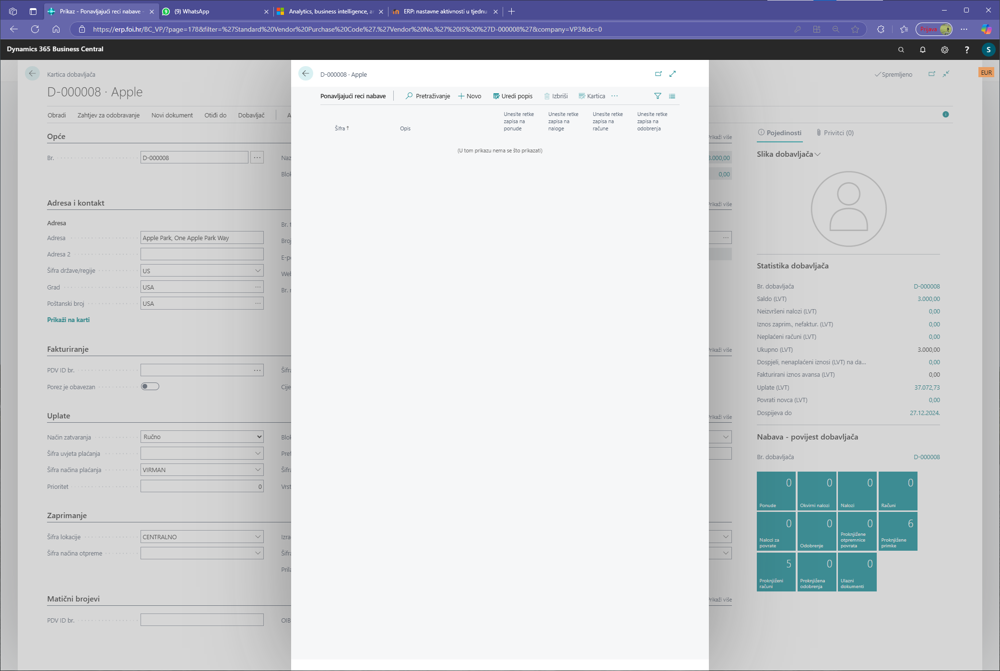 Prikaz - Ponavljajući reci nabave -
(9) WhatsApp
Analytics, business intelligence, a
ERP: nastavne aktivnosti u tjednu
https://erp.foi.hr/BC_VP/?page=178&filter=%27Standard%20Vendor%20Purchase%20Code%27.%27Vendor%20No.%27%20IS%20%27D-000008%27&company=VP3&dc=0
Prijava
Dynamics 365 Business Central
S
Kartica dobavljača
Spremljeno
EUR
D-000008 · Apple
Obradi
Zahtjev za odobravanje
Novi dokument
Otiđi do
Dobavljač
A
Opće
Prikaži više
Br.
D-000008
Naz
3.000,00
Blok
0,00
Adresa i kontakt
Prikaži više
Adresa
Br. t
Adresa
Apple Park, One Apple Park Way
Broj
Adresa 2
E-po
Šifra države/regije
US
Web
Grad
USA
Br. r
Poštanski broj
USA
Prikaži na karti
Fakturiranje
Prikaži više
PDV ID br.
Šifra
Porez je obavezan
Cije
Uplate
Prikaži više
Način zatvaranja
Ručno
Blok
Šifra uvjeta plaćanja
Pref
Šifra načina plaćanja
VIRMAN
Šifra
Prioritet
0
Vrst
Zaprimanje
Šifra lokacije
CENTRALNO
Izra
Šifra načina otpreme
Šifra
Prila
Matični brojevi
Prikaži više
PDV ID br.
OIB
D-000008 · Apple
Ponavljajući reci nabave
Pretraživanje
Novo
Uredi popis
Izbriši
Kartica
Šifra ↑
Opis
Unesite retke zapisa na ponude
Unesite retke zapisa na naloge
Unesite retke zapisa na račune
Unesite retke zapisa na odobrenja
(U tom prikazu nema se što prikazati)
Pojedinosti
Privitci (0)
Slika dobavljača
Statistika dobavljača
Br. dobavljača D-000008
Saldo (LVT) 3.000,00
Neizvršeni nalozi (LVT) 0,00
Iznos zaprim., nefaktur. (LVT) 0,00
Neplaćeni računi (LVT) 0,00
Ukupno (LVT) 3.000,00
Dospjeli, nenaplaćeni iznosi (LVT) na da... 0,00
Fakturirani iznos avansa (LVT) 0,00
Uplate (LVT) 37.072,73
Povrati novca (LVT) 0,00
Dospijeva do 27.12.2024.
Nabava - povijest dobavljača
Br. dobavljača D-000008
0
Ponude
0
Okvirni nalozi
0
Nalozi
0
Računi
0
Nalozi za povrate
0
Odobrenje
0
Proknjižene otpremnice povrata
6
Proknjižene primke
5
Proknjiženi računi
0
Proknjižena odobrenja
0
Ulazni dokumenti